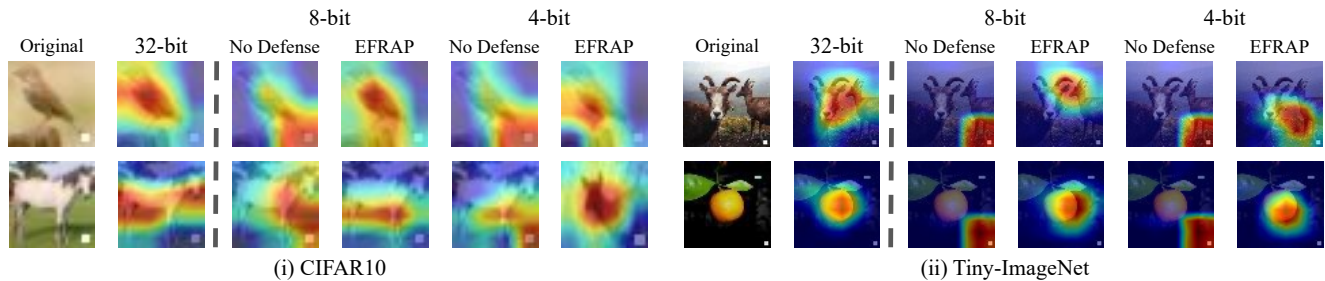 8-bit 4-bit 8-bit 4-bit
Original 32-bit No Defense EFRAP No Defense EFRAP Original 32-bit No Defense EFRAP No Defense EFRAP
(i) CIFAR10 (ii) Tiny-ImageNet